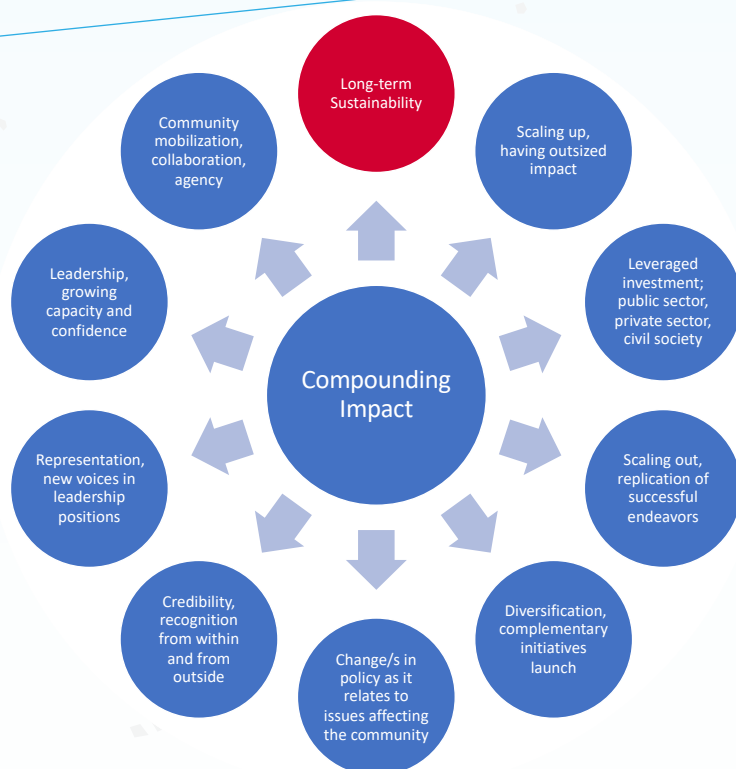 Long-term
Sustainability
Scaling up,
having outsized
impact
Leveraged
investment;
public sector,
private sector,
civil society
Scaling out,
replication of
successful
endeavors
Diversification,
complementary
initiatives
launch
Change/s in
policy as it
relates to
issues affecting
the community
Credibility,
recognition
from within
and from
outside
Representation,
new voices in
leadership
positions
Leadership,
growing
capacity and
confidence
Community
mobilization,
collaboration,
agency
Compounding
Impact